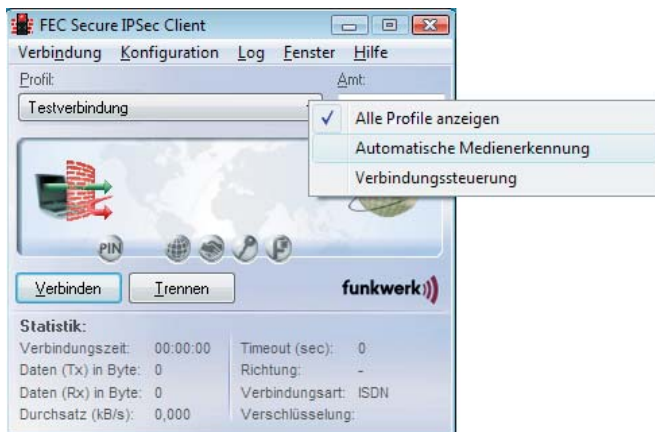 FEC Secure IPSec Client
Verbindung Konfiguration Log Fenster Hilfe
Profil: Amt:
Testverbindung
Alle Profile anzeigen
Automatische Medienerkennung
Verbindungssteuerung
PIN
Verbinden Trennen funkwerk
Statistik:
Verbindungszeit: 00:00:00 Timeout (sec): 0
Daten (Tx) in Byte: 0 Richtung: -
Daten (Rx) in Byte: 0 Verbindungsart: ISDN
Durchsatz (kB/s): 0,000 Verschlüsselung: